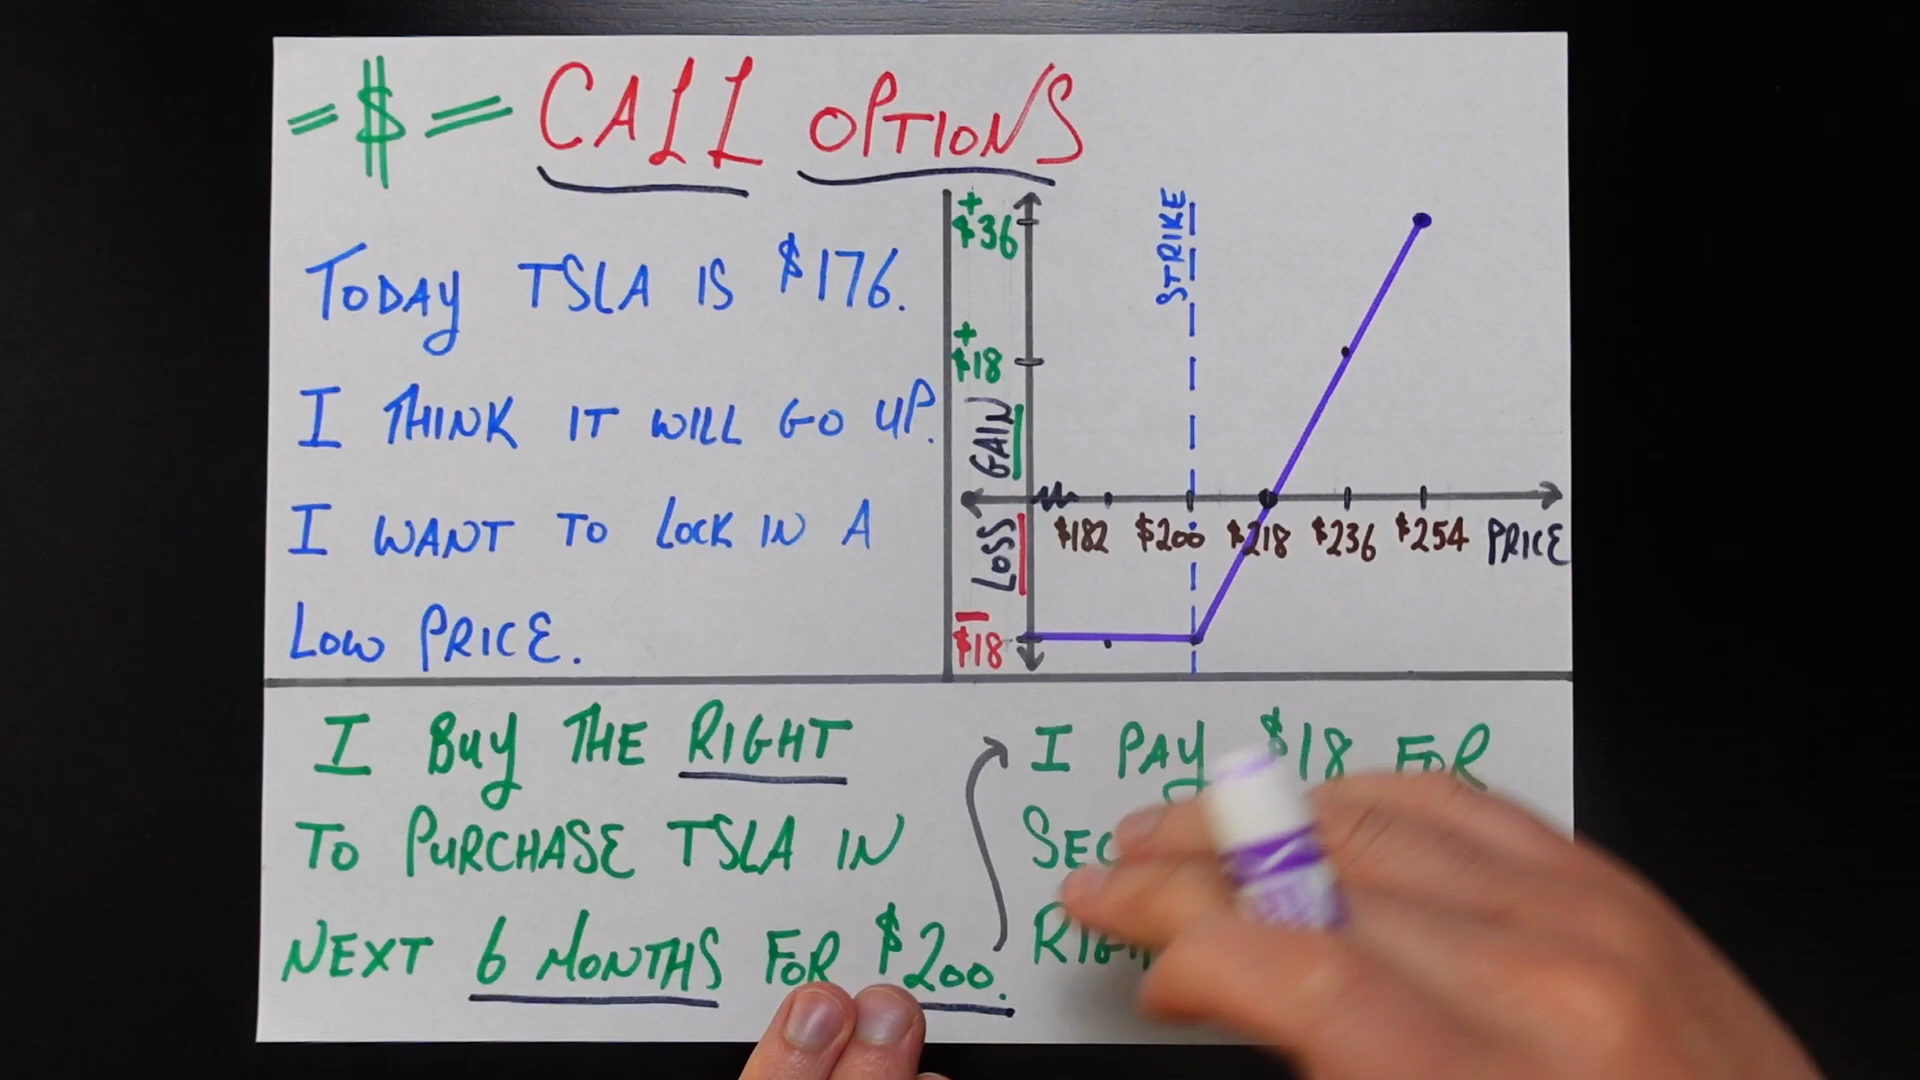 = $ = CALL OPTIONS
TODAY TSLA IS $176.
I THINK IT WILL GO UP.
I WANT TO LOCK IN A
LOW PRICE.
+
$36
+
$18
GAIN
LOSS
-
$18
STRIKE
$182 $200 $218 $236 $254 PRICE
I BUY THE RIGHT
TO PURCHASE TSLA IN
NEXT 6 MONTHS FOR $200.
I PAY $18 FOR